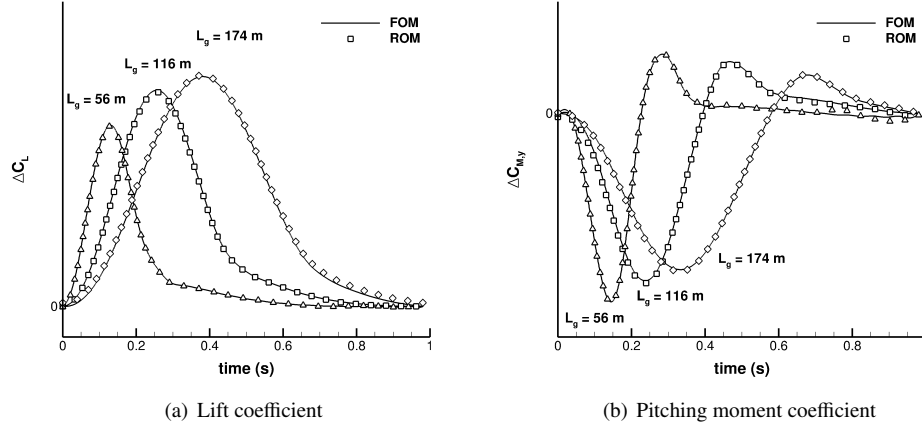 FOM
ROM
L_g = 174 m
L_g = 116 m
L_g = 56 m
ΔC_L
0
0 0.2 0.4 0.6 0.8 1
time (s)
(a) Lift coefficient
FOM
ROM
0
ΔC_M,y
L_g = 174 m
L_g = 116 m
L_g = 56 m
0 0.2 0.4 0.6 0.8
time (s)
(b) Pitching moment coefficient